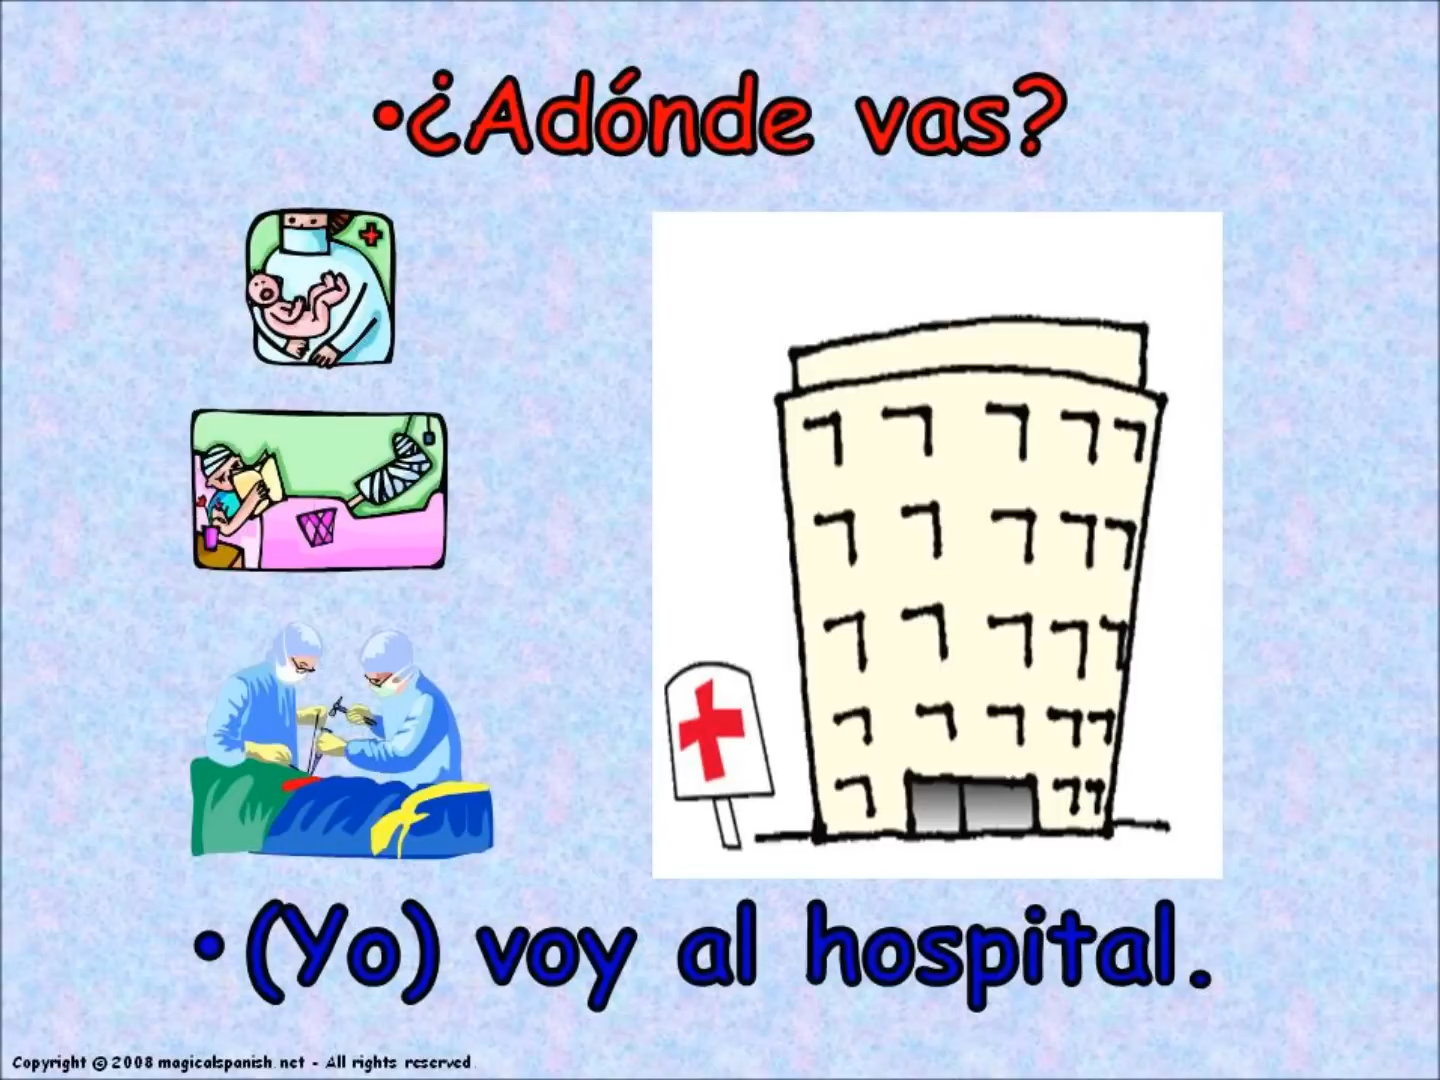 •¿Adónde vas?
• (Yo) voy al hospital.
Copyright © 2008 magicalspanish.net - All rights reserved